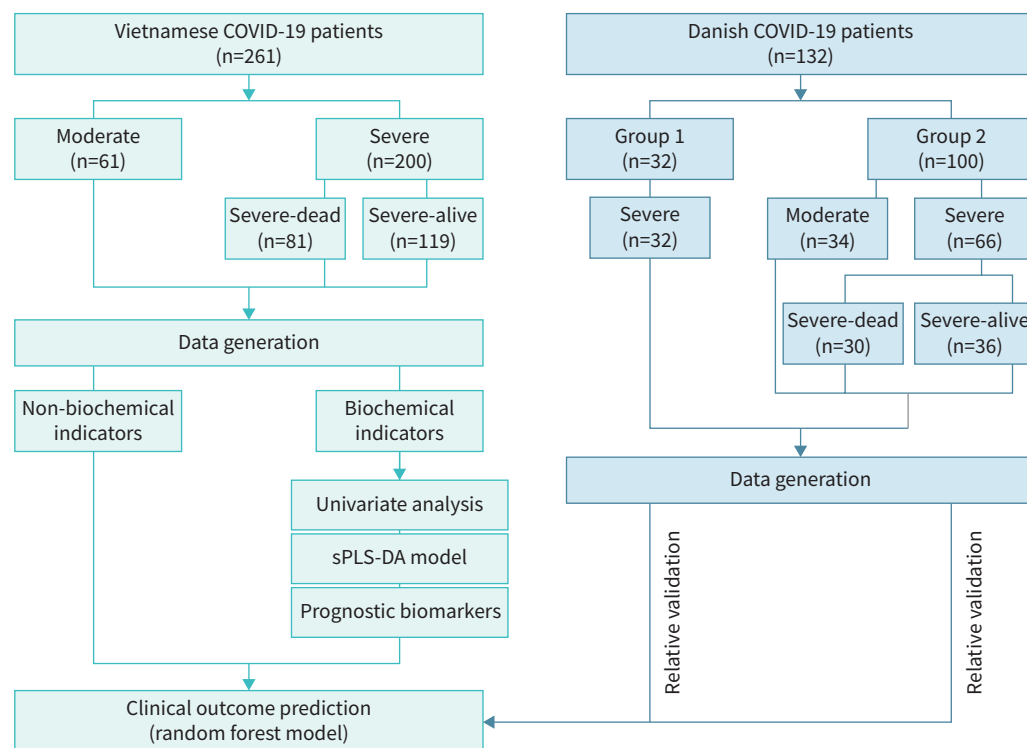 Vietnamese COVID-19 patients
(n=261)
Moderate
(n=61)
Severe
(n=200)
Severe-dead
(n=81)
Severe-alive
(n=119)
Data generation
Non-biochemical
indicators
Biochemical
indicators
Univariate analysis
sPLS-DA model
Prognostic biomarkers
Clinical outcome prediction
(random forest model)
Danish COVID-19 patients
(n=132)
Group 1
(n=32)
Group 2
(n=100)
Severe
(n=32)
Moderate
(n=34)
Severe
(n=66)
Severe-dead
(n=30)
Severe-alive
(n=36)
Data generation
Relative validation
Relative validation